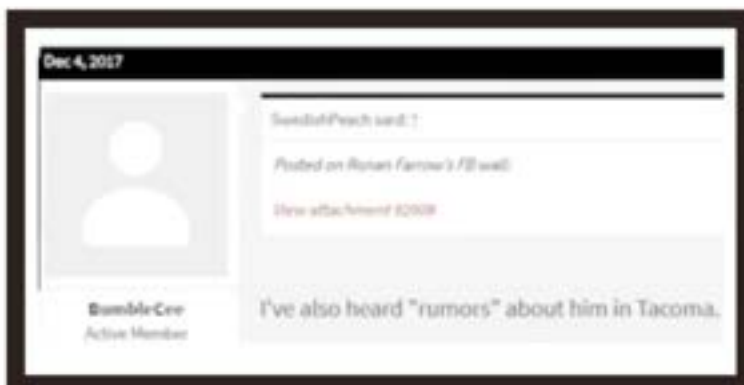 Dec 4, 2017
SwedishPeach said: ↑
Posted on Ronan Farrow's FB wall:
View attachment
BumbleCee
Active Member
I've also heard "rumors" about him in Tacoma.